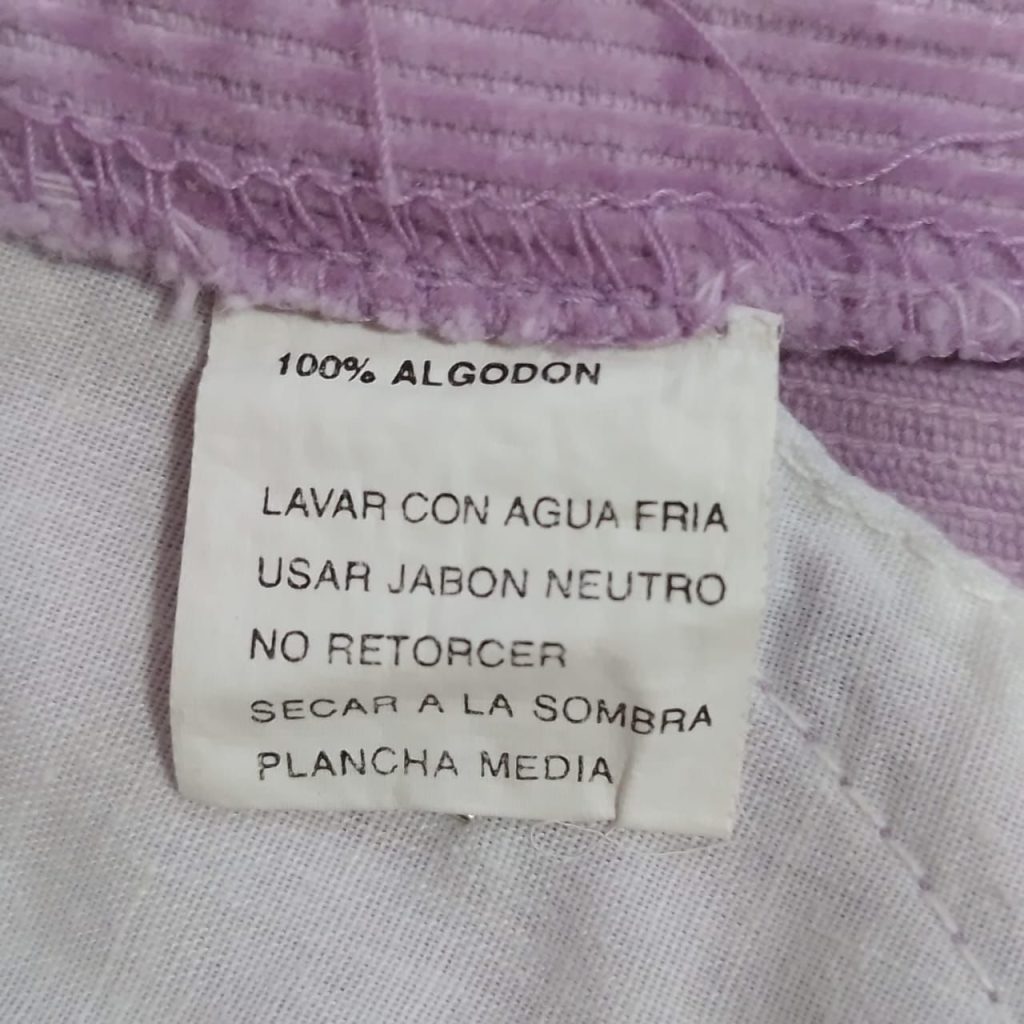 100% ALGODON
LAVAR CON AGUA FRIA
USAR JABON NEUTRO
NO RETORCER
SECAR A LA SOMBRA
PLANCHA MEDIA